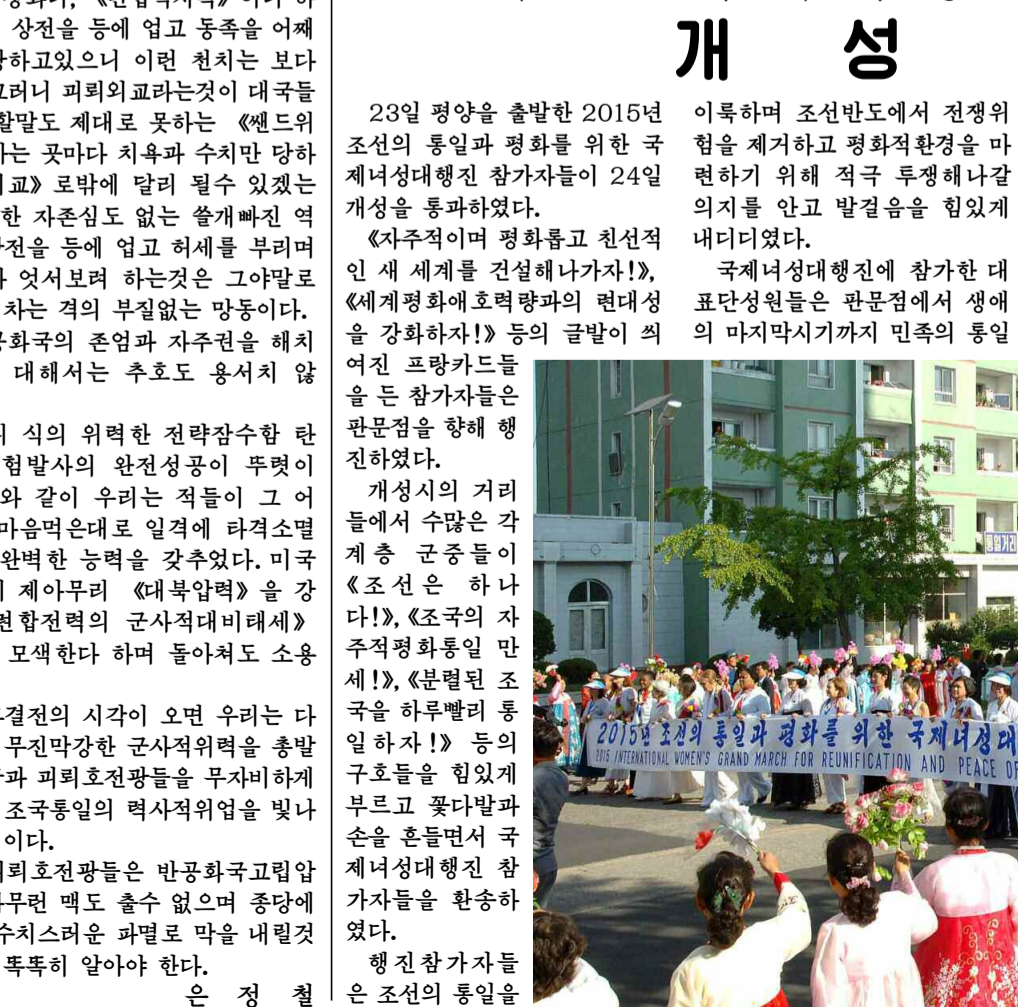 상전을 등에 업고 동족을 어째
하고있으니 이런 천치는 보다
그러니 피뢰외교라는것이 대국들
할말도 제대로 못하는 《쌘드위
가는 곳마다 치욕과 수치만 당하
교》로밖에 달리 될수 있겠는
한 자존심도 없는 쓸개빠진 역
상전을 등에 업고 허세를 부리며
엇서보려 하는것은 그야말로
차는 격의 부질없는 망동이다.
공화국의 존엄과 자주권을 해치
대해서는 추호도 용서치 않
식의 위력한 전략잠수함 탄
험발사의 완전성공이 뚜렷이
와 같이 우리는 적들이 그 어
마음먹은대로 일격에 타격소멸
완벽한 능력을 갖추었다. 미국
제아무리 《대북압력》을 강
련합전력의 군사적대비태세》
모색한다 하며 돌아쳐도 소용
결전의 시각이 오면 우리는 다
무진막강한 군사적위력을 총발
과 피뢰호전광들을 무자비하게
조국통일의 력사적위업을 빛나
이다.
피뢰호전광들은 반공화국고립압
아무런 맥도 출수 없으며 종당에
수치스러운 파멸로 막을 내릴것
똑똑히 알아야 한다.
은 정 철
개 성
23일 평양을 출발한 2015년
조선의 통일과 평화를 위한 국
제녀성대행진 참가자들이 24일
개성을 통과하였다.
《자주적이며 평화롭고 친선적
인 새 세계를 건설해나가자!》,
《세계평화애호력량과의 련대성
을 강화하자!》 등의 글발이 씌
여진 프랑카드들
을 든 참가자들은
판문점을 향해 행
진하였다.
개성시의 거리
들에서 수많은 각
계층 군중들이
《조선은 하나
다!》, 《조국의 자
주적평화통일 만
세!》, 《분렬된 조
국을 하루빨리 통
일하자!》 등의
구호들을 힘있게
부르고 꽃다발과
손을 흔들면서 국
제녀성대행진 참
가자들을 환송하
였다.
행진참가자들
은 조선의 통일을
이룩하며 조선반도에서 전쟁위
험을 제거하고 평화적환경을 마
련하기 위해 적극 투쟁해나갈
의지를 안고 발걸음을 힘있게
내디디였다.
국제녀성대행진에 참가한 대
표단성원들은 판문점에서 생애
의 마지막시기까지 민족의 통일
통일거리
2015년 조선의 통일과 평화를 위한 국제녀성대
2015 INTERNATIONAL WOMEN'S GRAND MARCH FOR REUNIFICATION AND PEACE OF